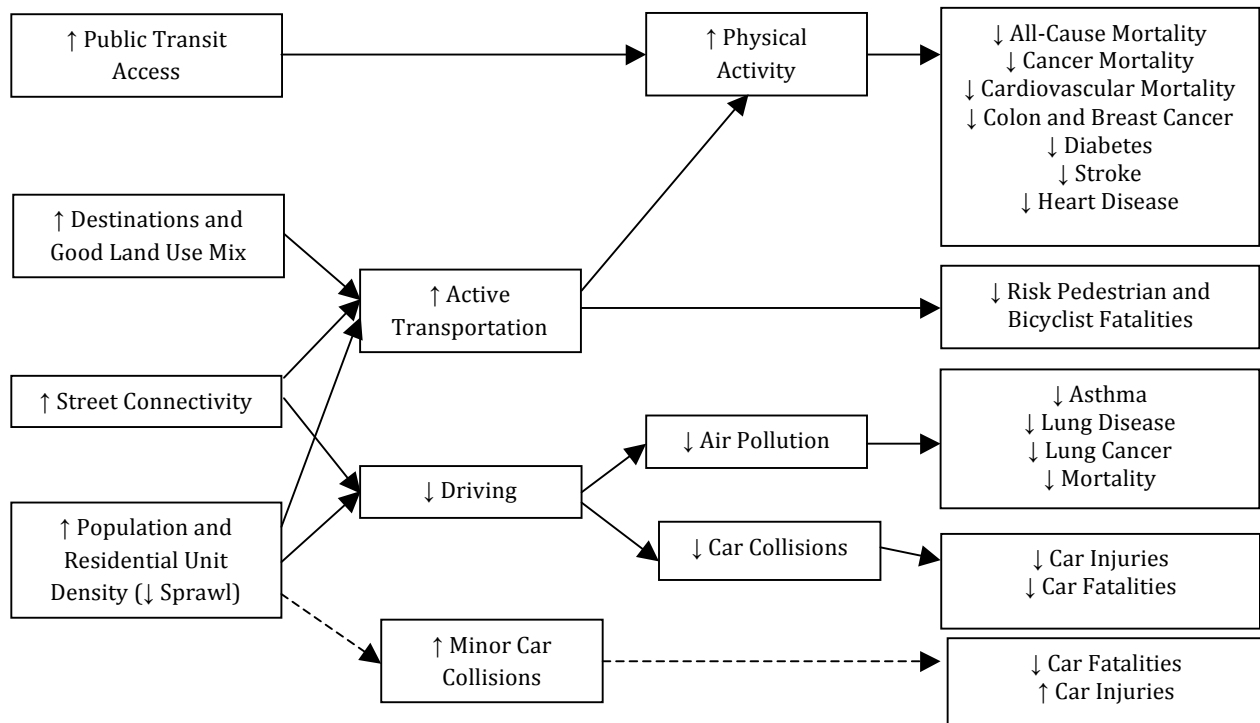 ↑ Public Transit
Access
↑ Physical
Activity
↓ All-Cause Mortality
↓ Cancer Mortality
↓ Cardiovascular Mortality
↓ Colon and Breast Cancer
↓ Diabetes
↓ Stroke
↓ Heart Disease
↑ Destinations and
Good Land Use Mix
↑ Active
Transportation
↓ Risk Pedestrian and
Bicyclist Fatalities
↑ Street Connectivity
↓ Air Pollution
↓ Asthma
↓ Lung Disease
↓ Lung Cancer
↓ Mortality
↓ Driving
↑ Population and
Residential Unit
Density (↓ Sprawl)
↓ Car Collisions
↓ Car Injuries
↓ Car Fatalities
↑ Minor Car
Collisions
↓ Car Fatalities
↑ Car Injuries